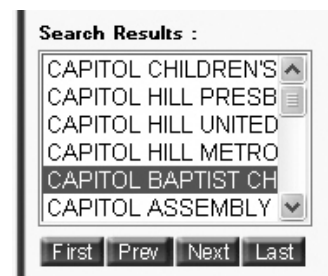 Search Results :
CAPITOL CHILDREN'S
CAPITOL HILL PRESB
CAPITOL HILL UNITED
CAPITOL HILL METRO
CAPITOL BAPTIST CH
CAPITOL ASSEMBLY
First Prev Next Last